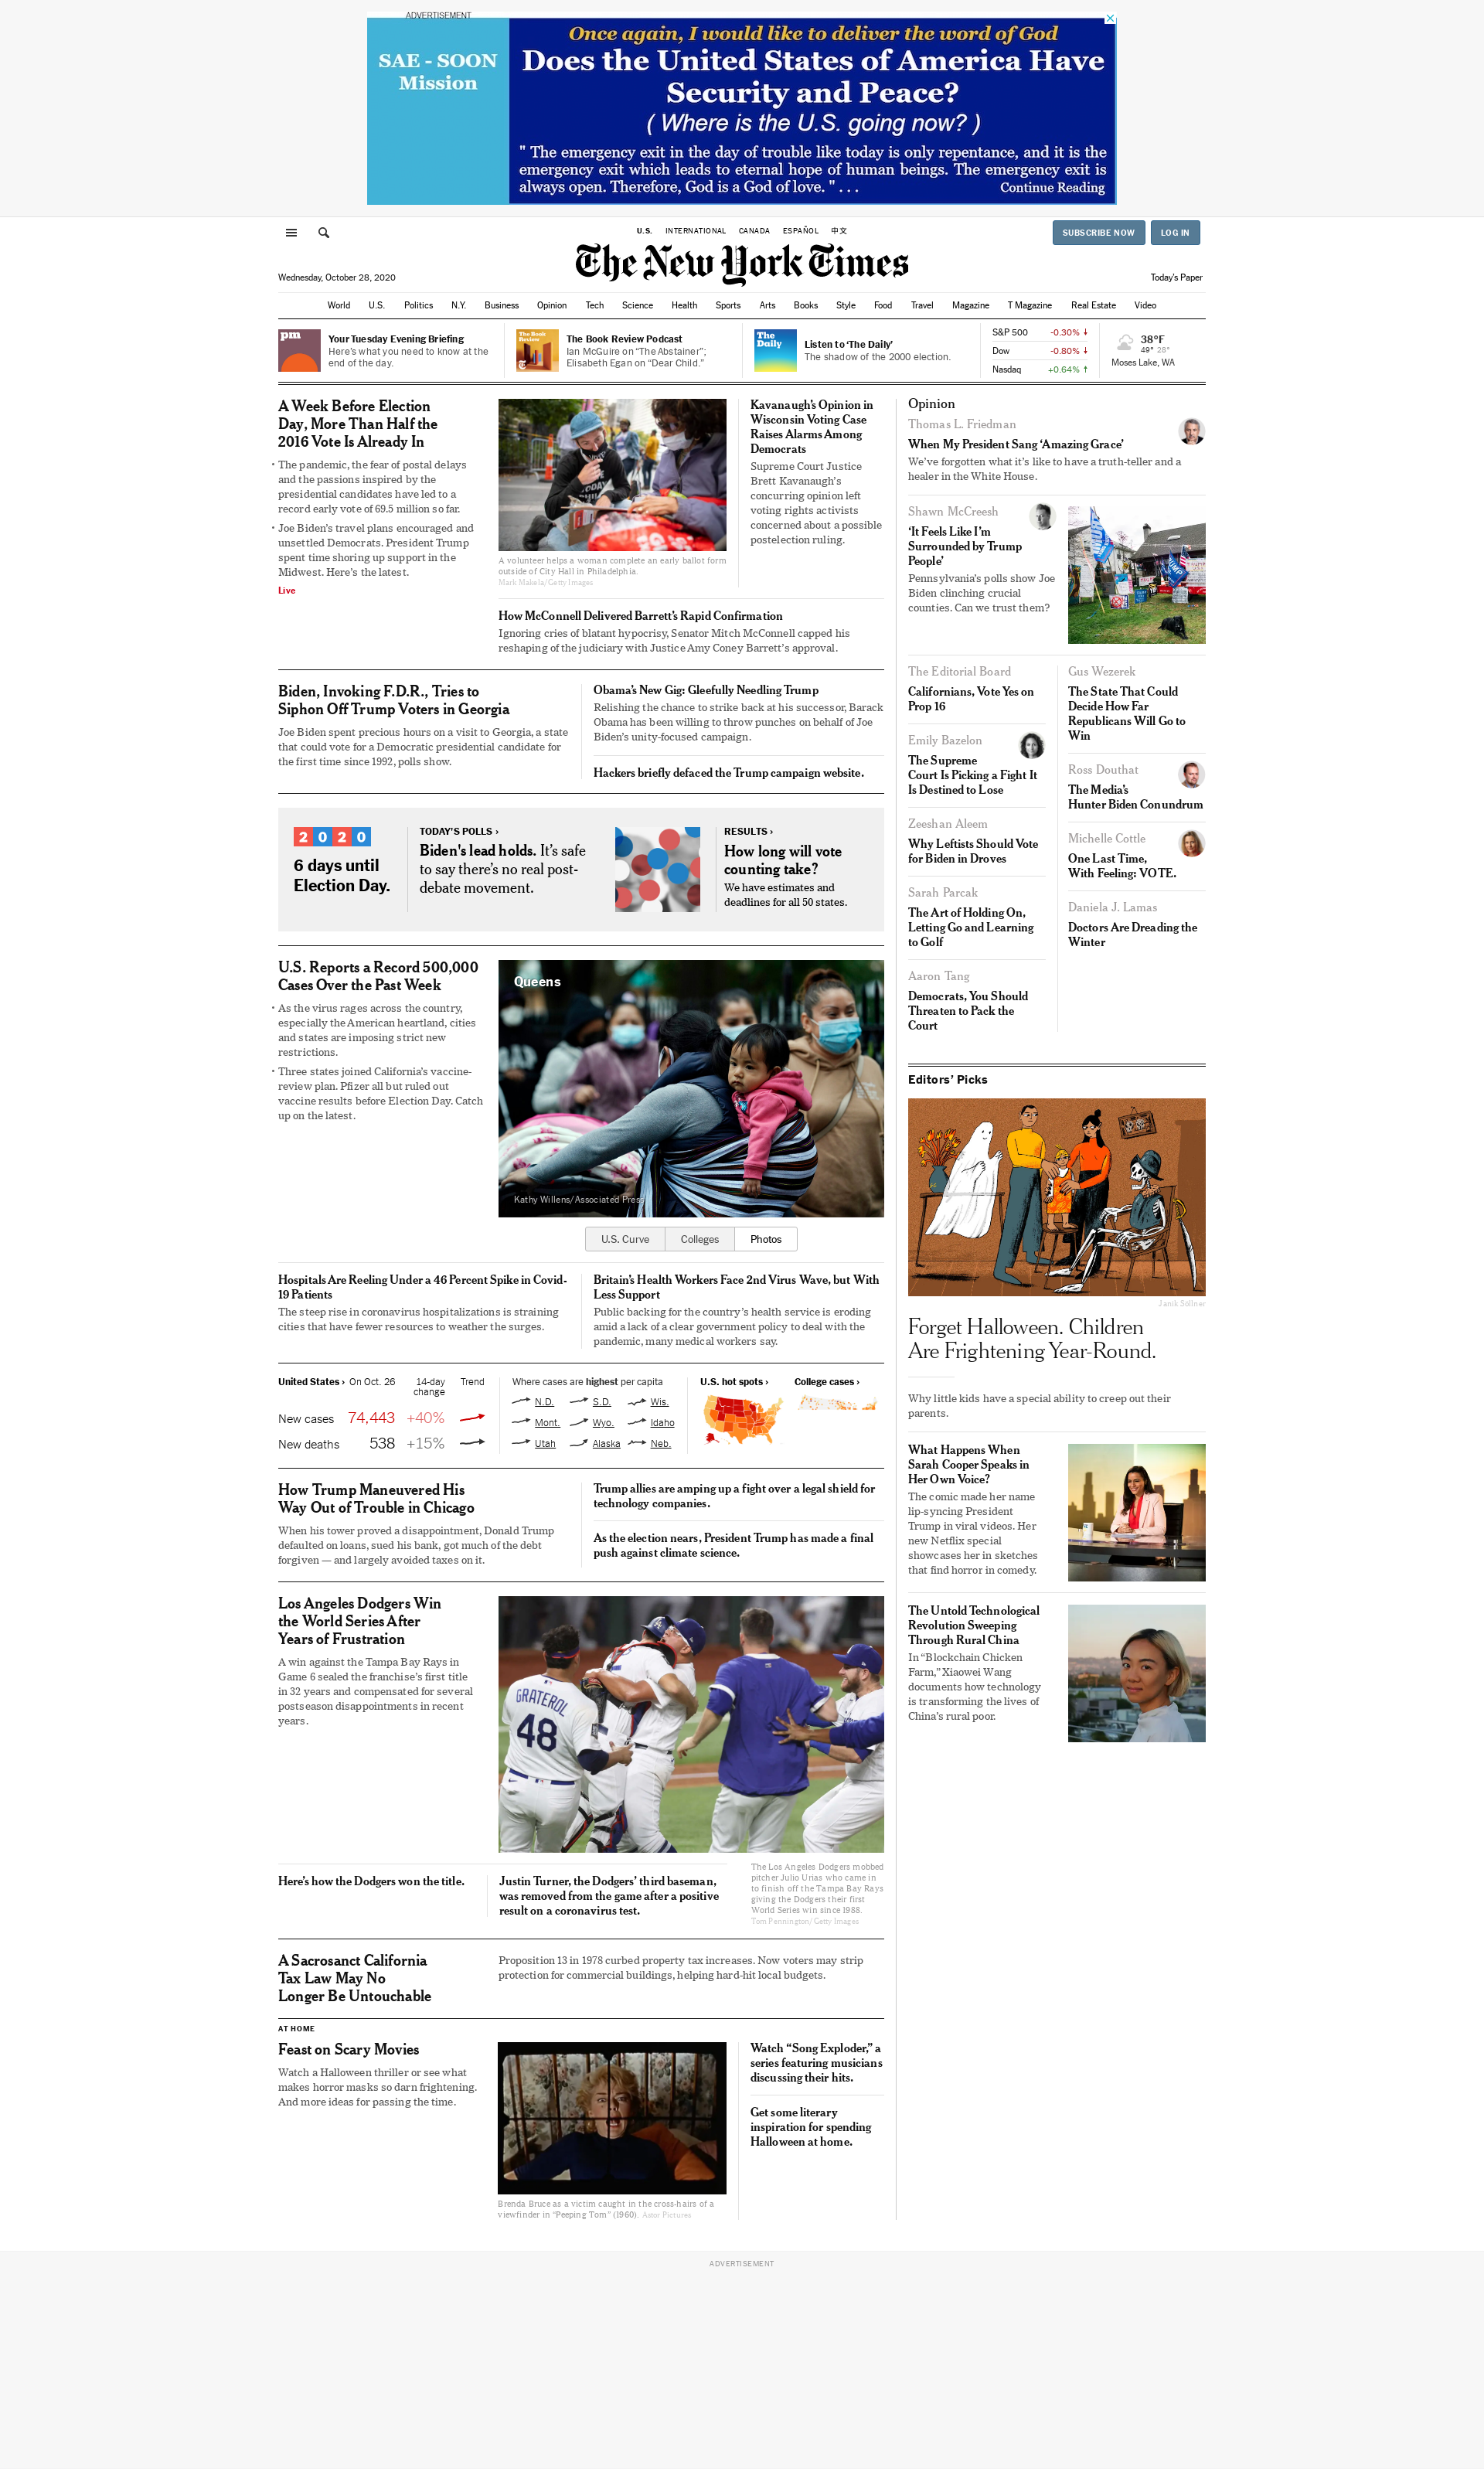 ADVERTISEMENT
SAE - SOON
Mission
Once again, I would like to deliver the word of God
Does the United States of America Have
Security and Peace?
( Where is the U.S. going now? )
" The emergency exit in the day of trouble like today is only repentance, and it is the
emergency exit which leads to eternal hope of human beings. The emergency exit is
always open. Therefore, God is a God of love. " . . .
Continue Reading
U.S. INTERNATIONAL CANADA ESPAÑOL 中文
SUBSCRIBE NOW LOG IN
The New York Times
Wednesday, October 28, 2020
Today's Paper
World U.S. Politics N.Y. Business Opinion Tech Science Health Sports Arts Books Style Food Travel Magazine T Magazine Real Estate Video
pm
Your Tuesday Evening Briefing
Here's what you need to know at the
end of the day.
The Book
Review
The Book Review Podcast
Ian McGuire on “The Abstainer”;
Elisabeth Egan on “Dear Child.”
The
Daily
Listen to ‘The Daily’
The shadow of the 2000 election.
S&P 500 -0.30% ↓
Dow -0.80% ↓
Nasdaq +0.64% ↑
38°F
49° 28°
Moses Lake, WA
A Week Before Election
Day, More Than Half the
2016 Vote Is Already In
• The pandemic, the fear of postal delays
and the passions inspired by the
presidential candidates have led to a
record early vote of 69.5 million so far.
• Joe Biden's travel plans encouraged and
unsettled Democrats. President Trump
spent time shoring up support in the
Midwest. Here's the latest.
Live
A volunteer helps a woman complete an early ballot form
outside of City Hall in Philadelphia.
Mark Makela/Getty Images
Kavanaugh's Opinion in
Wisconsin Voting Case
Raises Alarms Among
Democrats
Supreme Court Justice
Brett Kavanaugh's
concurring opinion left
voting rights activists
concerned about a possible
postelection ruling.
How McConnell Delivered Barrett's Rapid Confirmation
Ignoring cries of blatant hypocrisy, Senator Mitch McConnell capped his
reshaping of the judiciary with Justice Amy Coney Barrett's approval.
Biden, Invoking F.D.R., Tries to
Siphon Off Trump Voters in Georgia
Joe Biden spent precious hours on a visit to Georgia, a state
that could vote for a Democratic presidential candidate for
the first time since 1992, polls show.
Obama's New Gig: Gleefully Needling Trump
Relishing the chance to strike back at his successor, Barack
Obama has been willing to throw punches on behalf of Joe
Biden's unity-focused campaign.
Hackers briefly defaced the Trump campaign website.
2020
6 days until
Election Day.
TODAY'S POLLS ›
Biden's lead holds. It's safe
to say there's no real post-
debate movement.
RESULTS ›
How long will vote
counting take?
We have estimates and
deadlines for all 50 states.
U.S. Reports a Record 500,000
Cases Over the Past Week
• As the virus rages across the country,
especially the American heartland, cities
and states are imposing strict new
restrictions.
• Three states joined California's vaccine-
review plan. Pfizer all but ruled out
vaccine results before Election Day. Catch
up on the latest.
Queens
Kathy Willens/Associated Press
U.S. Curve Colleges Photos
Hospitals Are Reeling Under a 46 Percent Spike in Covid-
19 Patients
The steep rise in coronavirus hospitalizations is straining
cities that have fewer resources to weather the surges.
Britain's Health Workers Face 2nd Virus Wave, but With
Less Support
Public backing for the country's health service is eroding
amid a lack of a clear government policy to deal with the
pandemic, many medical workers say.
United States › On Oct. 26 14-day
change Trend
New cases 74,443 +40%
New deaths 538 +15%
Where cases are highest per capita
N.D. S.D. Wis.
Mont. Wyo. Idaho
Utah Alaska Neb.
U.S. hot spots ›
College cases ›
How Trump Maneuvered His
Way Out of Trouble in Chicago
When his tower proved a disappointment, Donald Trump
defaulted on loans, sued his bank, got much of the debt
forgiven — and largely avoided taxes on it.
Trump allies are amping up a fight over a legal shield for
technology companies.
As the election nears, President Trump has made a final
push against climate science.
Los Angeles Dodgers Win
the World Series After
Years of Frustration
A win against the Tampa Bay Rays in
Game 6 sealed the franchise's first title
in 32 years and compensated for several
postseason disappointments in recent
years.
GRATEROL
48
Here's how the Dodgers won the title.
Justin Turner, the Dodgers' third baseman,
was removed from the game after a positive
result on a coronavirus test.
The Los Angeles Dodgers mobbed
pitcher Julio Urias who came in
to finish off the Tampa Bay Rays
giving the Dodgers their first
World Series win since 1988.
Tom Pennington/Getty Images
A Sacrosanct California
Tax Law May No
Longer Be Untouchable
Proposition 13 in 1978 curbed property tax increases. Now voters may strip
protection for commercial buildings, helping hard-hit local budgets.
AT HOME
Feast on Scary Movies
Watch a Halloween thriller or see what
makes horror masks so darn frightening.
And more ideas for passing the time.
Brenda Bruce as a victim caught in the cross-hairs of a
viewfinder in “Peeping Tom” (1960). Astor Pictures
Watch “Song Exploder,” a
series featuring musicians
discussing their hits.
Get some literary
inspiration for spending
Halloween at home.
Opinion
Thomas L. Friedman
When My President Sang ‘Amazing Grace’
We've forgotten what it's like to have a truth-teller and a
healer in the White House.
Shawn McCreesh
‘It Feels Like I'm
Surrounded by Trump
People’
Pennsylvania's polls show Joe
Biden clinching crucial
counties. Can we trust them?
TRUMP
The Editorial Board
Californians, Vote Yes on
Prop 16
Emily Bazelon
The Supreme
Court Is Picking a Fight It
Is Destined to Lose
Zeeshan Aleem
Why Leftists Should Vote
for Biden in Droves
Sarah Parcak
The Art of Holding On,
Letting Go and Learning
to Golf
Aaron Tang
Democrats, You Should
Threaten to Pack the
Court
Gus Wezerek
The State That Could
Decide How Far
Republicans Will Go to
Win
Ross Douthat
The Media's
Hunter Biden Conundrum
Michelle Cottle
One Last Time,
With Feeling: VOTE.
Daniela J. Lamas
Doctors Are Dreading the
Winter
Editors' Picks
Janik Söllner
Forget Halloween. Children
Are Frightening Year-Round.
Why little kids have a special ability to creep out their
parents.
What Happens When
Sarah Cooper Speaks in
Her Own Voice?
The comic made her name
lip-syncing President
Trump in viral videos. Her
new Netflix special
showcases her in sketches
that find horror in comedy.
The Untold Technological
Revolution Sweeping
Through Rural China
In “Blockchain Chicken
Farm,” Xiaowei Wang
documents how technology
is transforming the lives of
China's rural poor.
ADVERTISEMENT